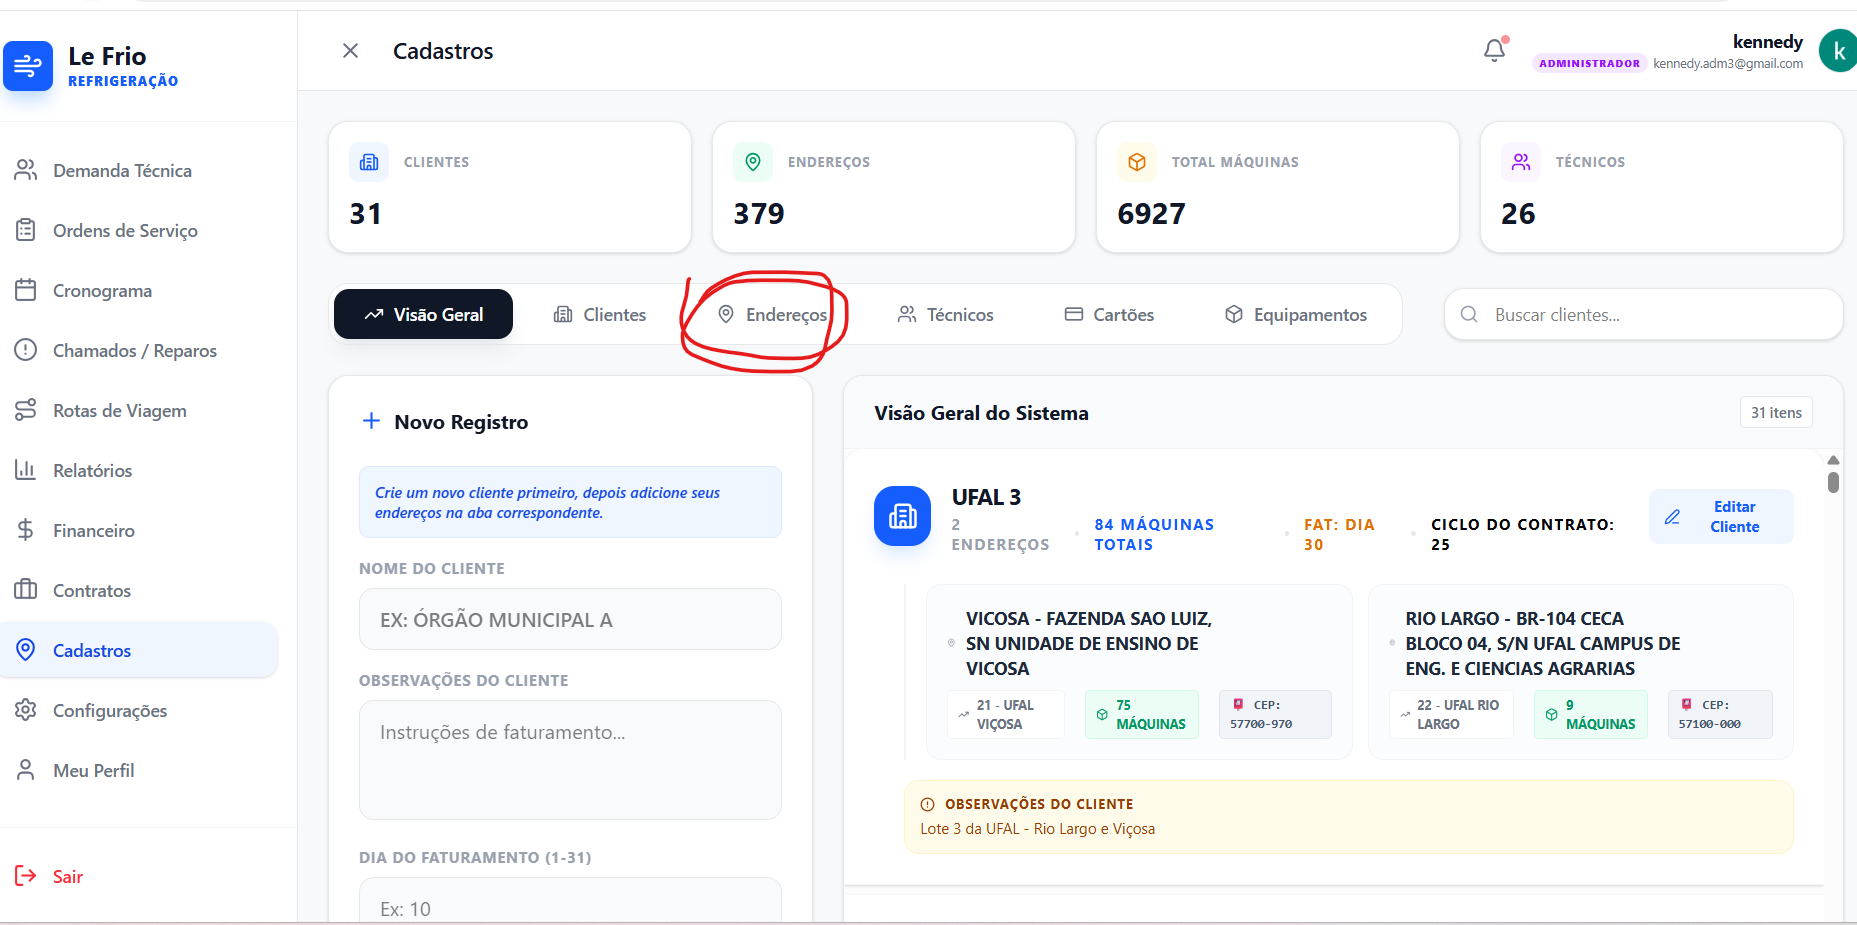 Le Frio
REFRIGERAÇÃO
Demanda Técnica
Ordens de Serviço
Cronograma
Chamados / Reparos
Rotas de Viagem
Relatórios
Financeiro
Contratos
Cadastros
Configurações
Meu Perfil
Sair
Cadastros
kennedy
ADMINISTRADOR
kennedy.adm3@gmail.com
k
CLIENTES
31
ENDEREÇOS
379
TOTAL MÁQUINAS
6927
TÉCNICOS
26
Visão Geral
Clientes
Endereços
Técnicos
Cartões
Equipamentos
Buscar clientes...
Novo Registro
Crie um novo cliente primeiro, depois adicione seus
endereços na aba correspondente.
NOME DO CLIENTE
EX: ÓRGÃO MUNICIPAL A
OBSERVAÇÕES DO CLIENTE
Instruções de faturamento...
DIA DO FATURAMENTO (1-31)
Ex: 10
Visão Geral do Sistema
31 itens
UFAL 3
2
ENDEREÇOS
84 MÁQUINAS
TOTAIS
FAT: DIA
30
CICLO DO CONTRATO:
25
Editar
Cliente
VICOSA - FAZENDA SAO LUIZ,
SN UNIDADE DE ENSINO DE
VICOSA
21 - UFAL
VIÇOSA
75
MÁQUINAS
CEP:
57700-970
RIO LARGO - BR-104 CECA
BLOCO 04, S/N UFAL CAMPUS DE
ENG. E CIENCIAS AGRARIAS
22 - UFAL RIO
LARGO
9
MÁQUINAS
CEP:
57100-000
OBSERVAÇÕES DO CLIENTE
Lote 3 da UFAL - Rio Largo e Viçosa